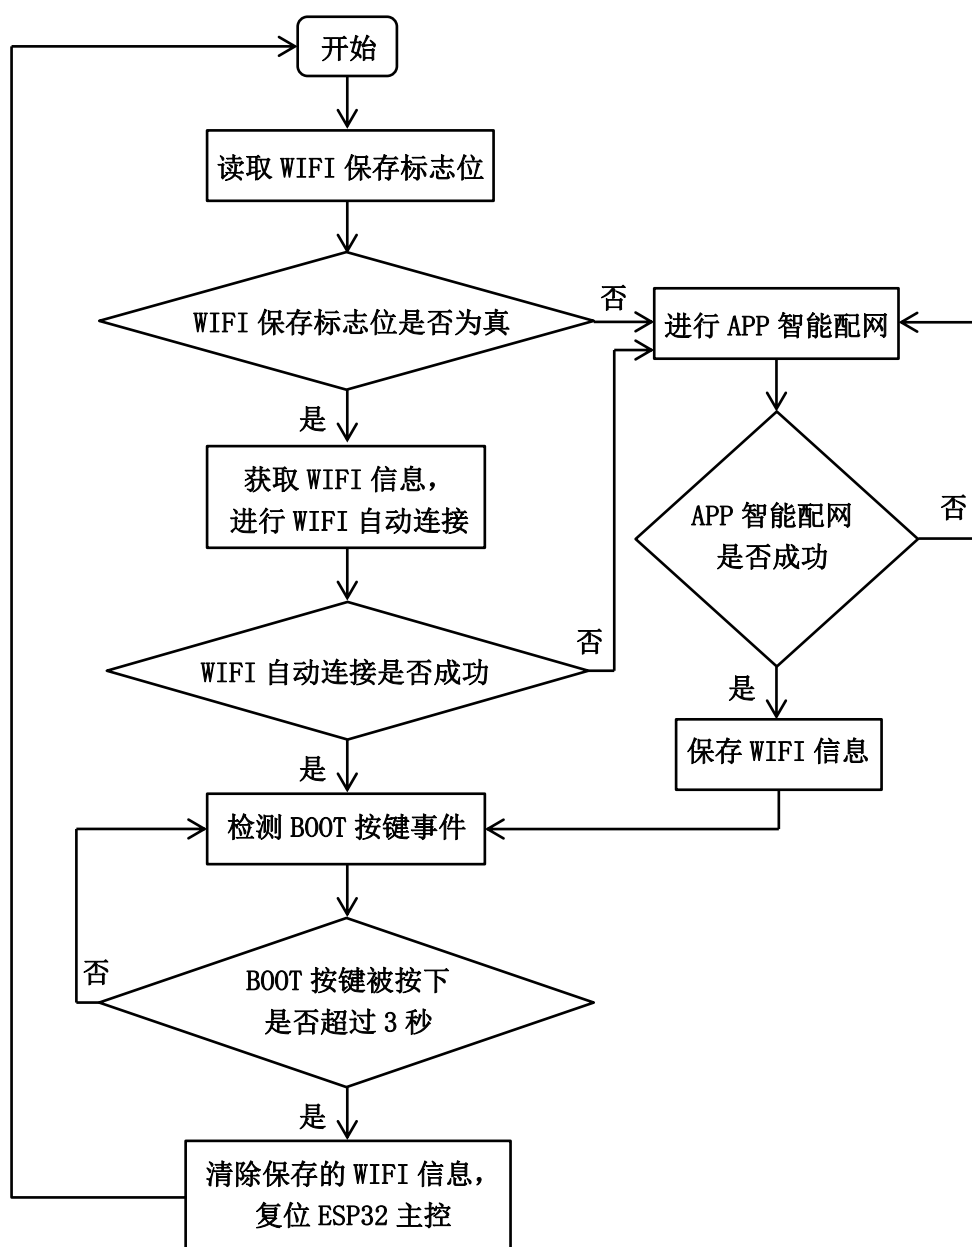 开始
读取 WIFI 保存标志位
WIFI 保存标志位是否为真
否
进行 APP 智能配网
是
获取 WIFI 信息，
进行 WIFI 自动连接
APP 智能配网
是否成功
否
WIFI 自动连接是否成功
否
是
保存 WIFI 信息
是
检测 BOOT 按键事件
否
BOOT 按键被按下
是否超过 3 秒
是
清除保存的 WIFI 信息，
复位 ESP32 主控